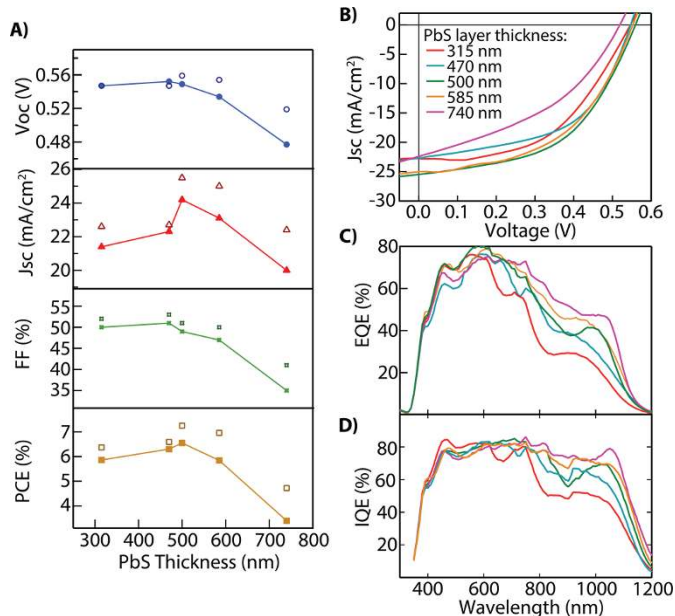 A)
Voc (V)
0.56
0.52
0.48
Jsc (mA/cm²)
26
24
22
20
FF (%)
55
50
45
40
35
PCE (%)
7
6
5
4
300 400 500 600 700 800
PbS Thickness (nm)
B)
PbS layer thickness:
315 nm
470 nm
500 nm
585 nm
740 nm
Jsc (mA/cm²)
0
-5
-10
-15
-20
-25
-30
0.0 0.1 0.2 0.3 0.4 0.5 0.6
Voltage (V)
C)
EQE (%)
80
60
40
20
D)
IQE (%)
80
60
40
20
400 600 800 1000 1200
Wavelength (nm)